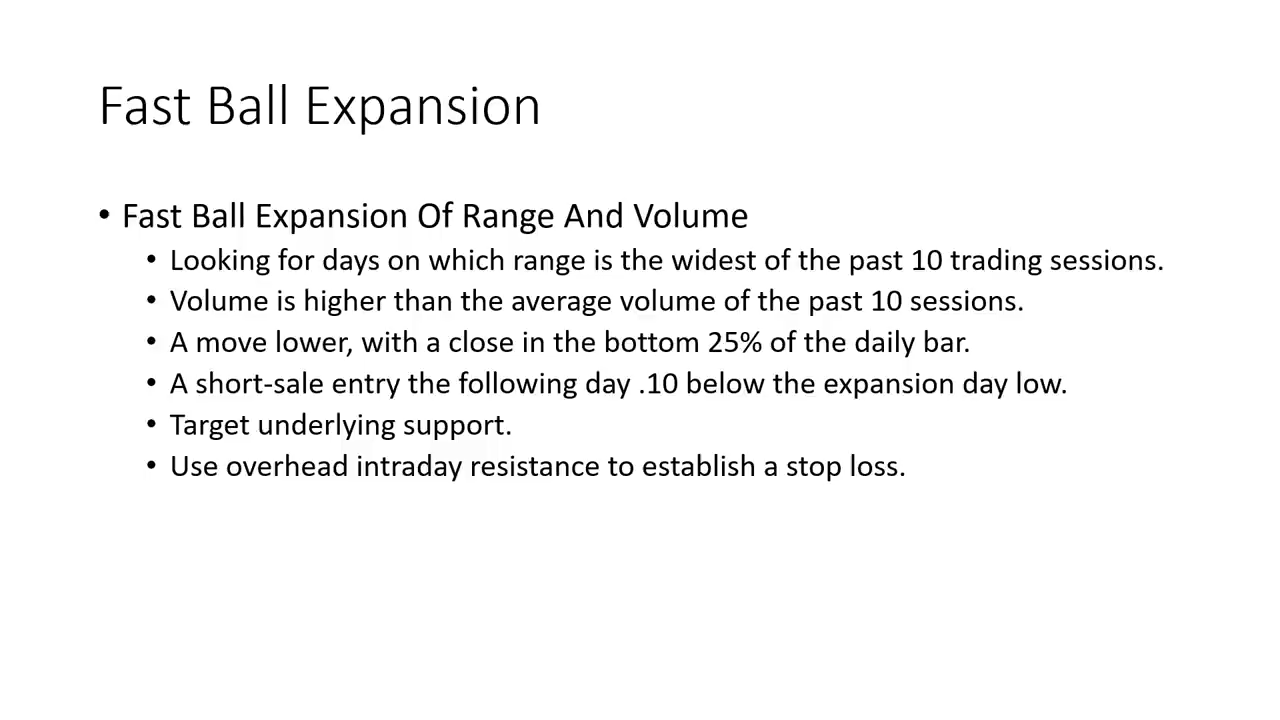 Fast Ball Expansion
• Fast Ball Expansion Of Range And Volume
• Looking for days on which range is the widest of the past 10 trading sessions.
• Volume is higher than the average volume of the past 10 sessions.
• A move lower, with a close in the bottom 25% of the daily bar.
• A short-sale entry the following day .10 below the expansion day low.
• Target underlying support.
• Use overhead intraday resistance to establish a stop loss.